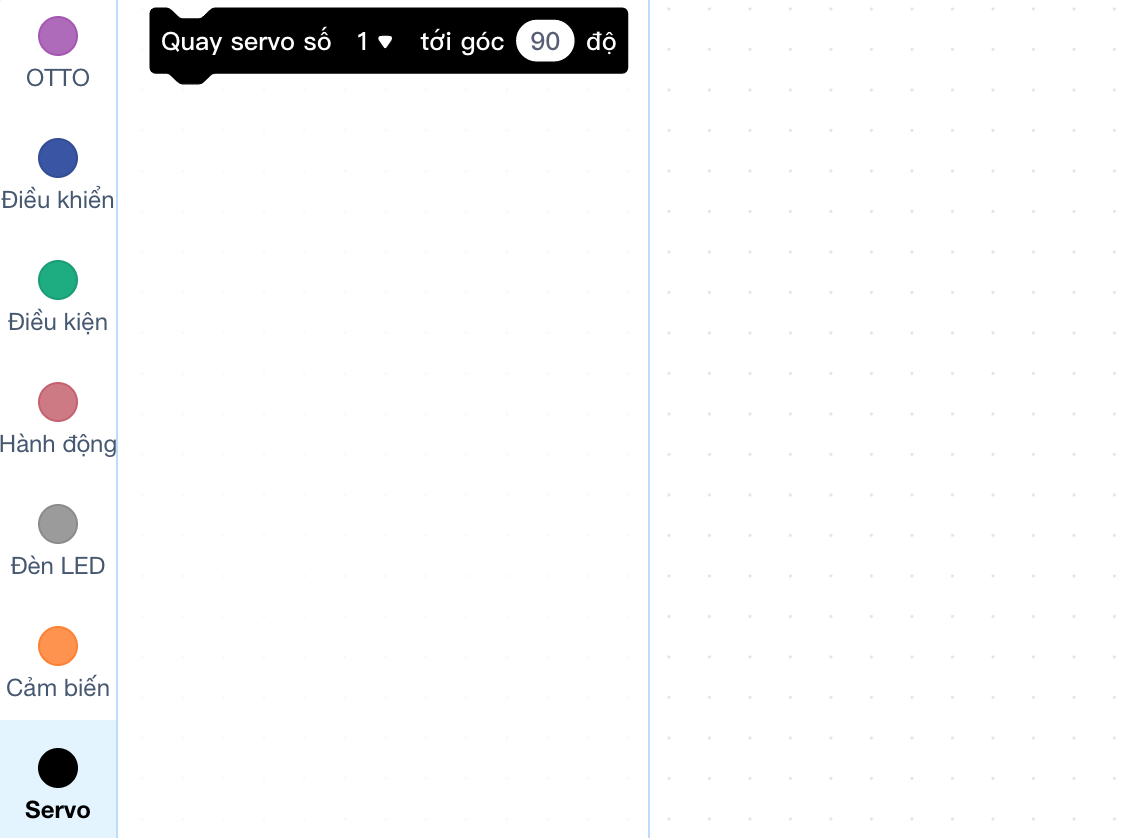 OTTO
Điều khiển
Điều kiện
Hành động
Đèn LED
Cảm biến
Servo
Quay servo số 1 tới góc 90 độ